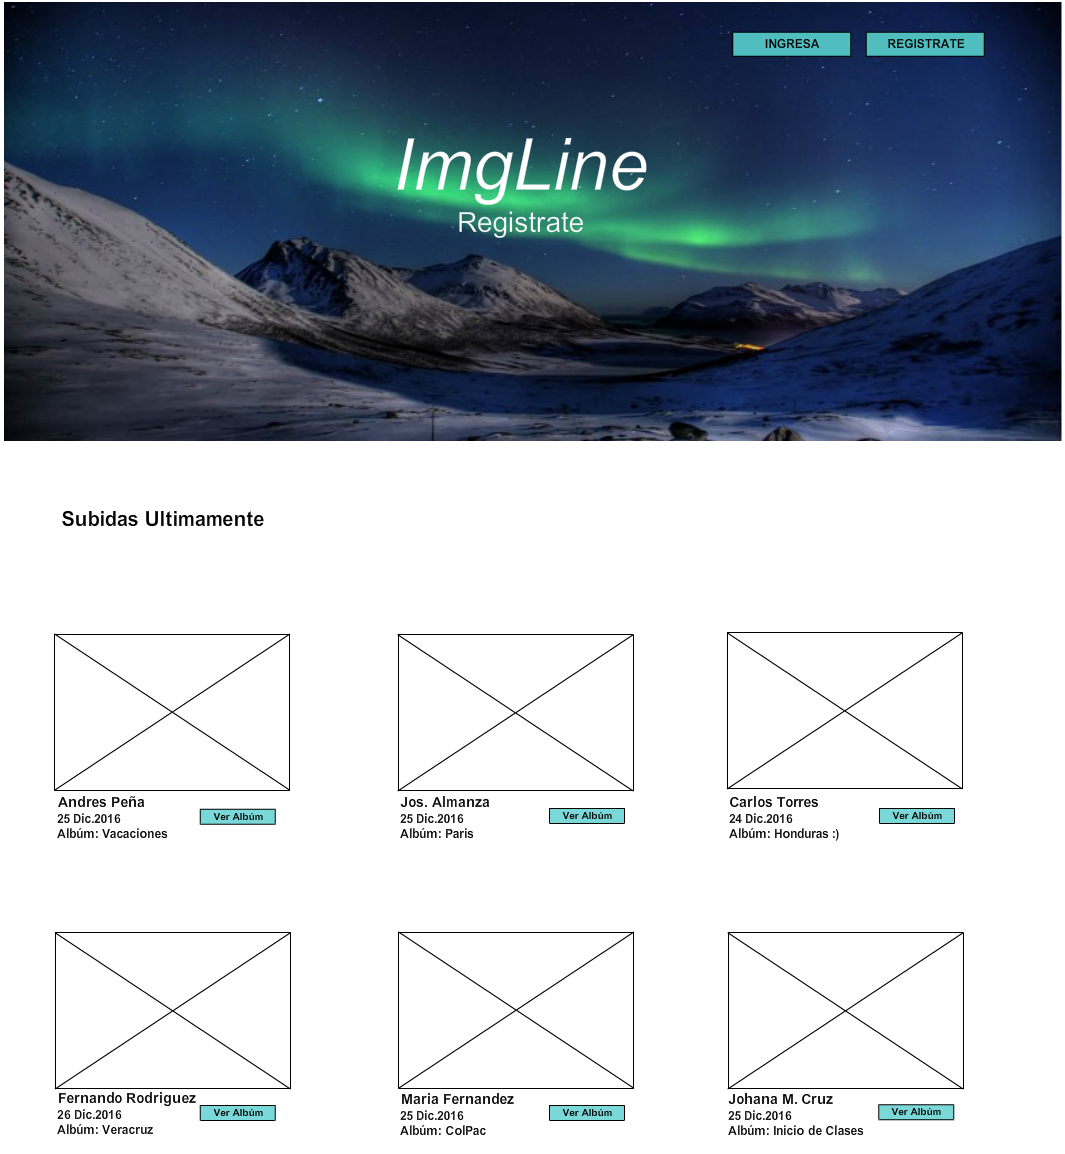 INGRESA
REGISTRATE
ImgLine
Registrate
Subidas Ultimamente
Andres Peña
25 Dic.2016
Albúm: Vacaciones
Ver Albúm
Jos. Almanza
25 Dic.2016
Albúm: Paris
Ver Albúm
Carlos Torres
24 Dic.2016
Albúm: Honduras :)
Ver Albúm
Fernando Rodriguez
26 Dic.2016
Albúm: Veracruz
Ver Albúm
Maria Fernandez
25 Dic.2016
Albúm: ColPac
Ver Albúm
Johana M. Cruz
25 Dic.2016
Albúm: Inicio de Clases
Ver Albúm